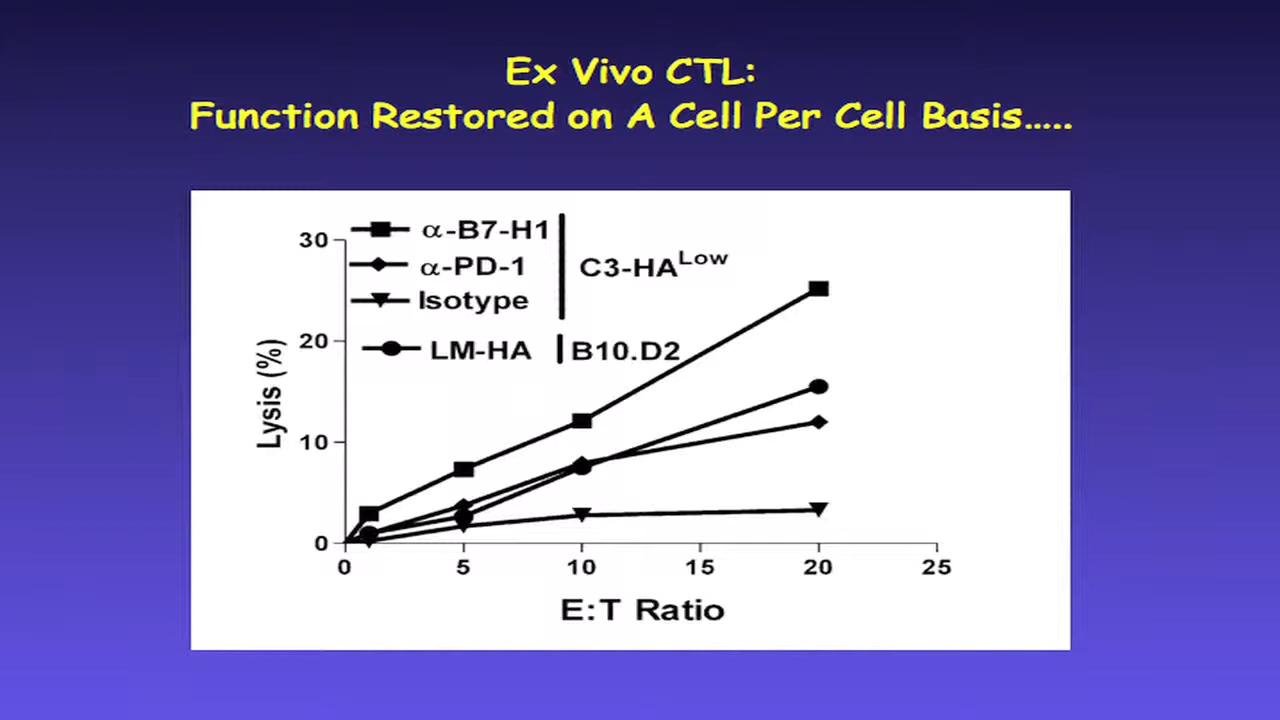 Ex Vivo CTL:
Function Restored on A Cell Per Cell Basis.....
α-B7-H1
α-PD-1
Isotype
C3-HA^Low
LM-HA
B10.D2
Lysis (%)
30
20
10
0
0 5 10 15 20 25
E:T Ratio